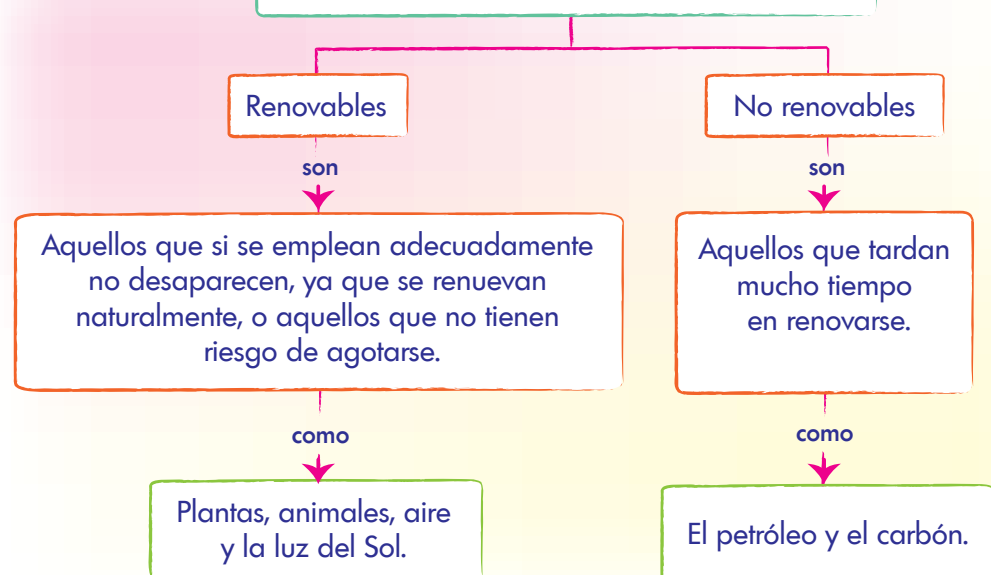 Renovables
No renovables
son
son
Aquellos que si se emplean adecuadamente
no desaparecen, ya que se renuevan
naturalmente, o aquellos que no tienen
riesgo de agotarse.
Aquellos que tardan
mucho tiempo
en renovarse.
como
como
Plantas, animales, aire
y la luz del Sol.
El petróleo y el carbón.